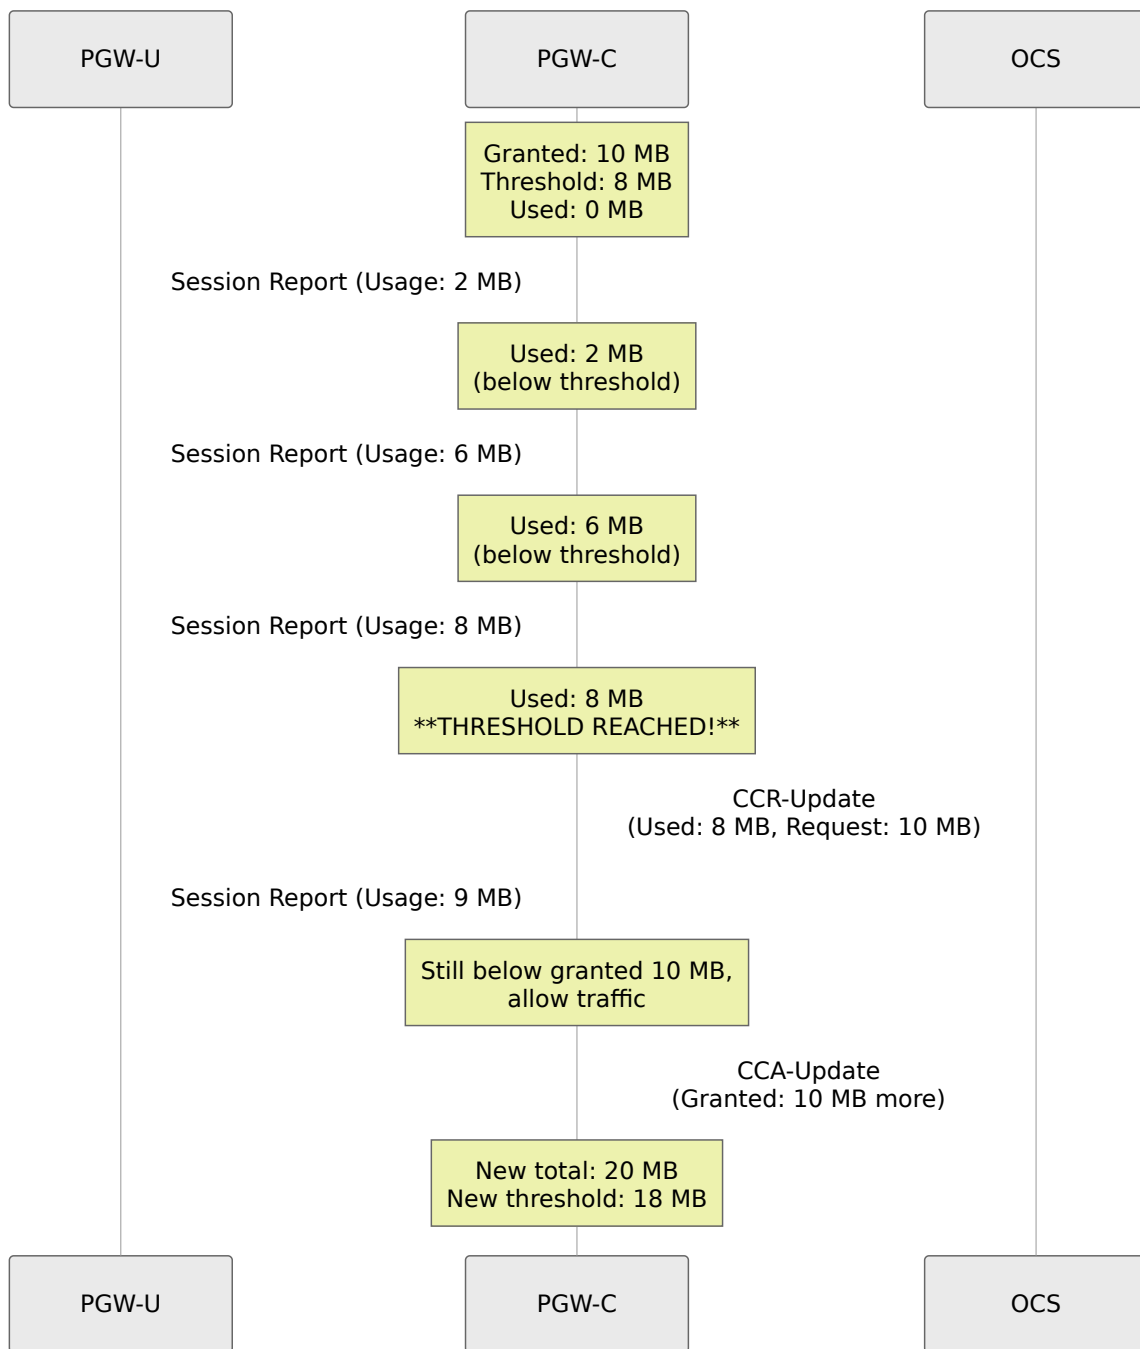 PGW-U
PGW-C
OCS
Granted: 10 MB
Threshold: 8 MB
Used: 0 MB
Session Report (Usage: 2 MB)
Used: 2 MB
(below threshold)
Session Report (Usage: 6 MB)
Used: 6 MB
(below threshold)
Session Report (Usage: 8 MB)
Used: 8 MB
**THRESHOLD REACHED!**
CCR-Update
(Used: 8 MB, Request: 10 MB)
Session Report (Usage: 9 MB)
Still below granted 10 MB,
allow traffic
CCA-Update
(Granted: 10 MB more)
New total: 20 MB
New threshold: 18 MB
PGW-U
PGW-C
OCS